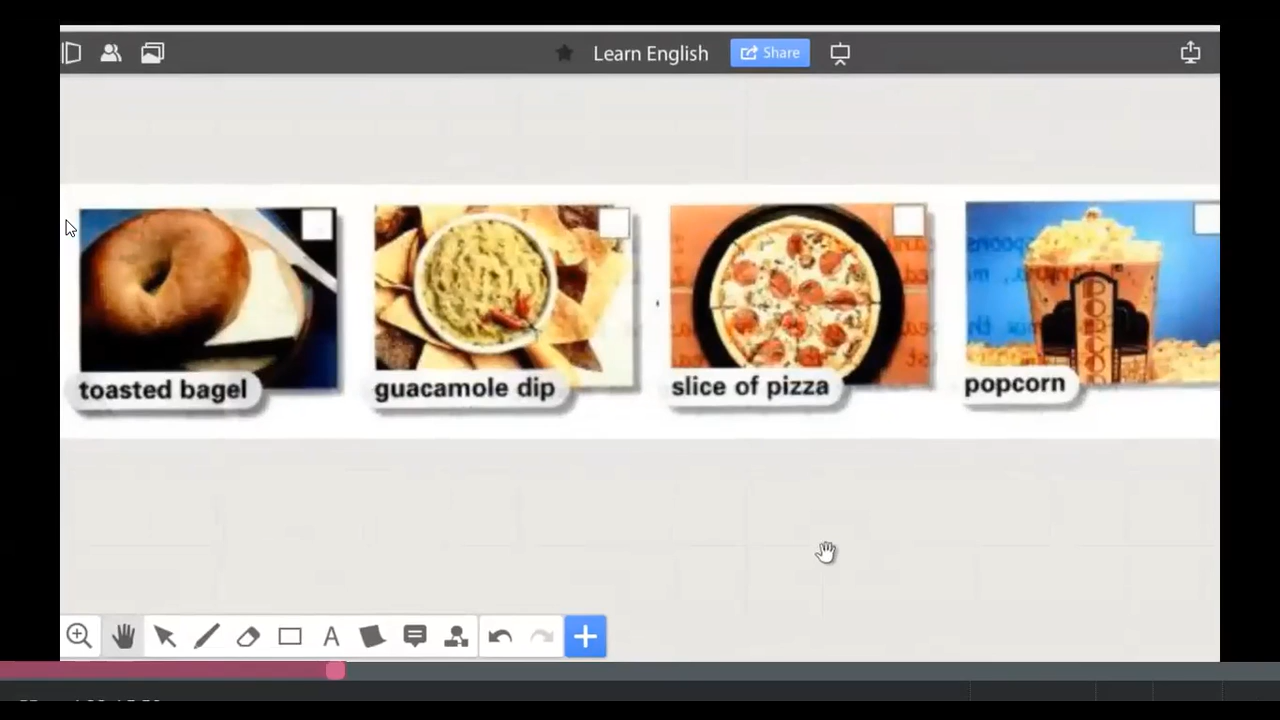 Learn English
Share
toasted bagel
guacamole dip
slice of pizza
popcorn
A